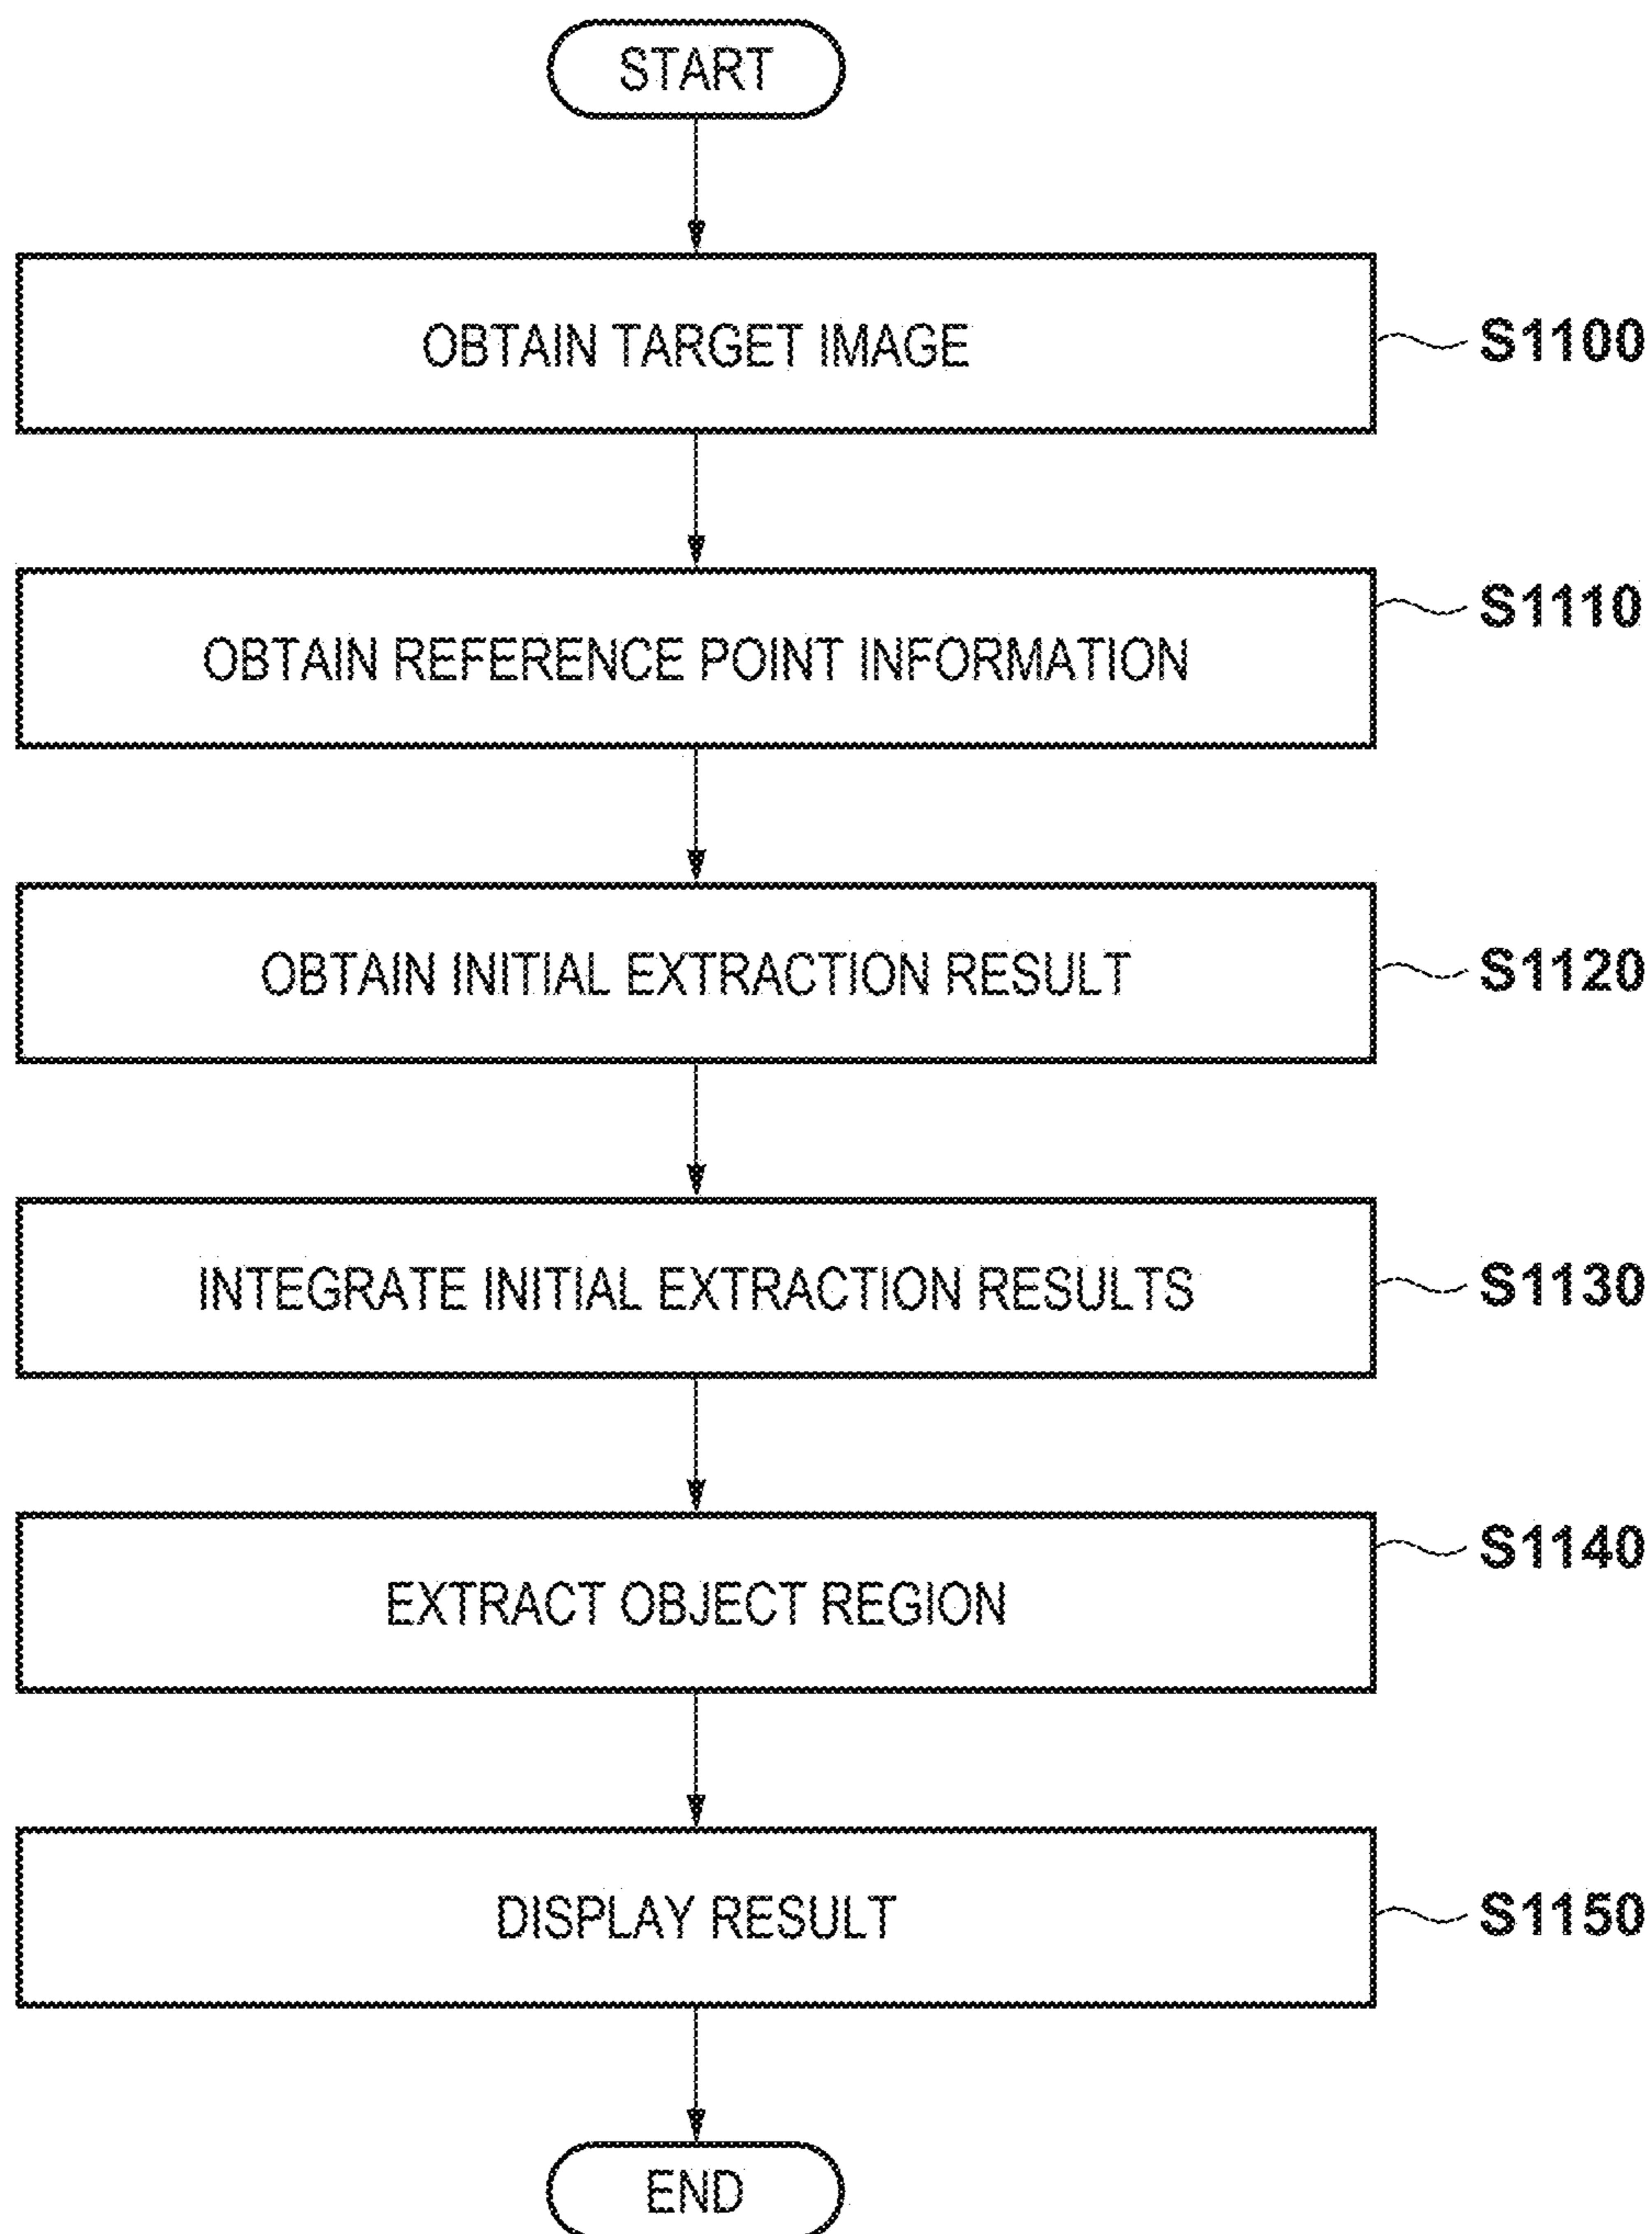 START
OBTAIN TARGET IMAGE
S1100
OBTAIN REFERENCE POINT INFORMATION
S1110
OBTAIN INITIAL EXTRACTION RESULT
S1120
INTEGRATE INITIAL EXTRACTION RESULTS
S1130
EXTRACT OBJECT REGION
S1140
DISPLAY RESULT
S1150
END